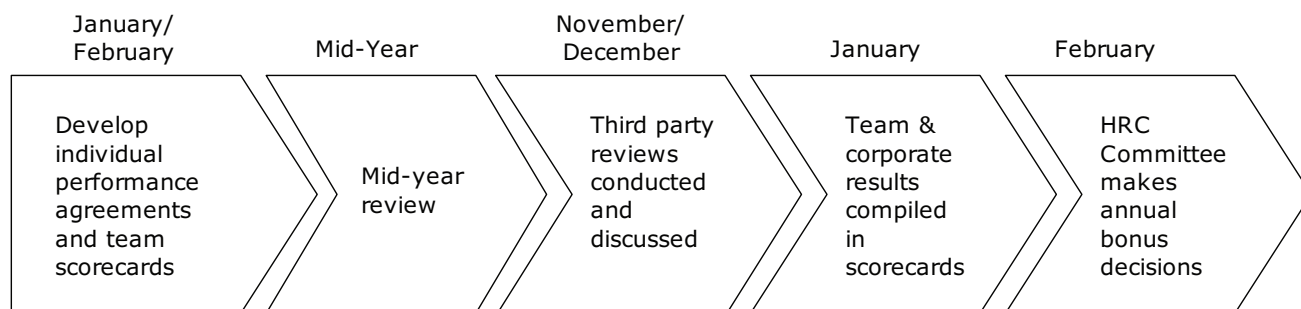 January/
February
Mid-Year
November/
December
January
February
Develop
individual
performance
agreements
and team
scorecards
Mid-year
review
Third party
reviews
conducted
and
discussed
Team &
corporate
results
compiled
in
scorecards
HRC
Committee
makes
annual
bonus
decisions